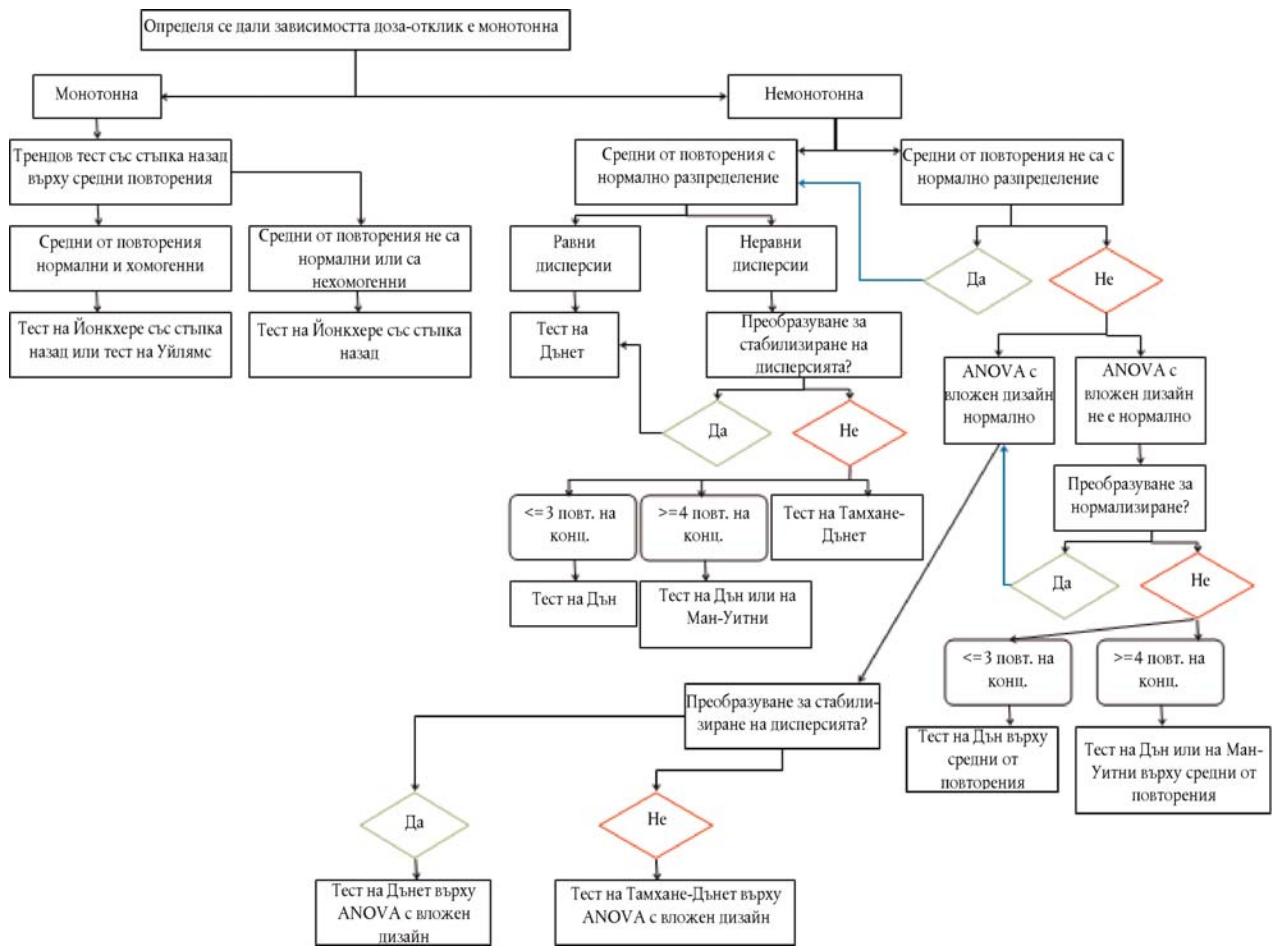 Определя се дали зависимостта доза-отклик е монотонна
Монотонна
Немонотонна
Трендов тест със стъпка назад
върху средни повторения
Средни от повторения с
нормално разпределение
Средни от повторения не са с
нормално разпределение
Средни от повторения
нормални и хомогенни
Средни от повторения не са
нормални или са
нехомогенни
Равни
дисперсии
Неравни
дисперсии
Да
Не
Тест на Йонкхере със стъпка
назад или тест на Уйлямс
Тест на Йонкхере със стъпка
назад
Тест на
Дънет
Преобразуване за
стабилизиране на
дисперсията?
ANOVA с
вложен дизайн
нормално
ANOVA с
вложен дизайн
не е нормално
Да
Не
Преобразуване за
нормализиране?
<=3 повт. на
конц.
>=4 повт. на
конц.
Тест на Тамхане-
Дънет
Да
Не
Тест на Дън
Тест на Дън или на
Ман-Уитни
<=3 повт. на
конц.
>=4 повт. на
конц.
Преобразуване за стабили-
зиране на дисперсията?
Тест на Дън върху
средни от
повторения
Тест на Дън или на Ман-
Уитни върху средни от
повторения
Да
Не
Тест на Дънет върху
ANOVA с вложен
дизайн
Тест на Тамхане-Дънет върху
ANOVA с вложен дизайн